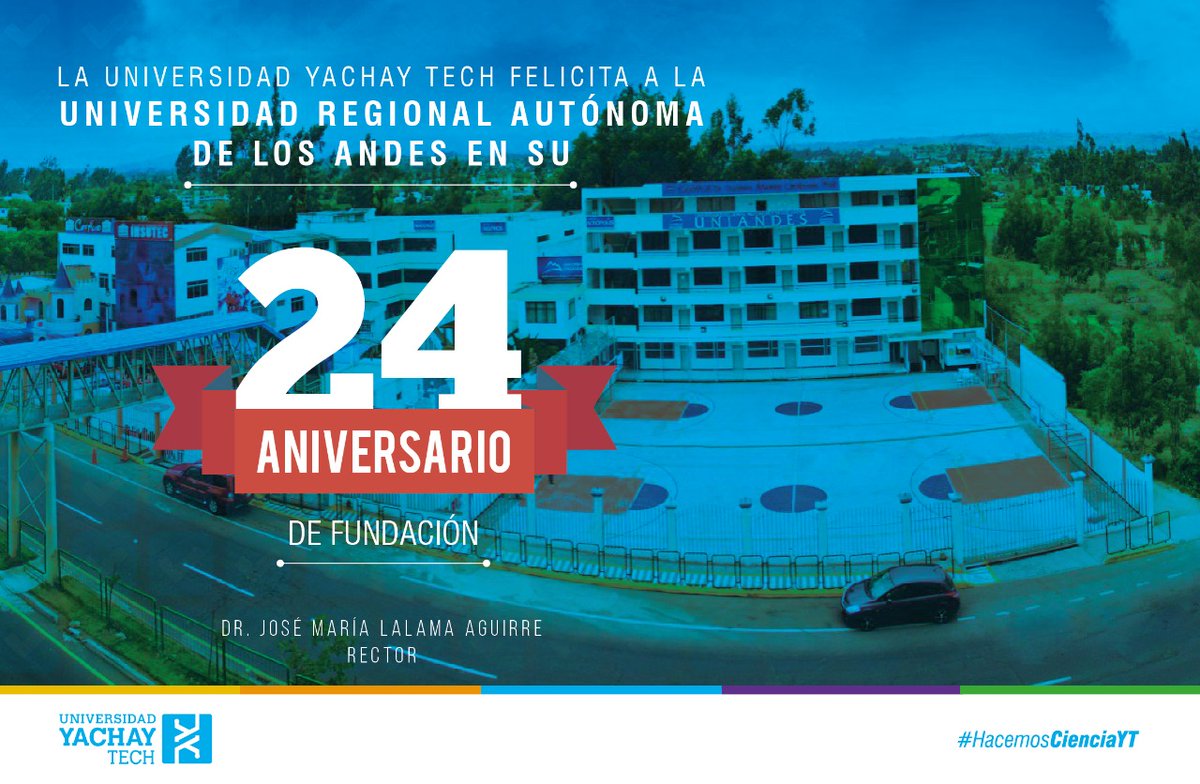 LA UNIVERSIDAD YACHAY TECH FELICITA A LA
UNIVERSIDAD REGIONAL AUTÓNOMA
DE LOS ANDES EN SU
24
ANIVERSARIO
DE FUNDACIÓN
DR. JOSÉ MARÍA LALAMA AGUIRRE
RECTOR
INSUTEC
UNIANDES
UNIVERSIDAD
YACHAY
TECH
#HacemosCienciaYT